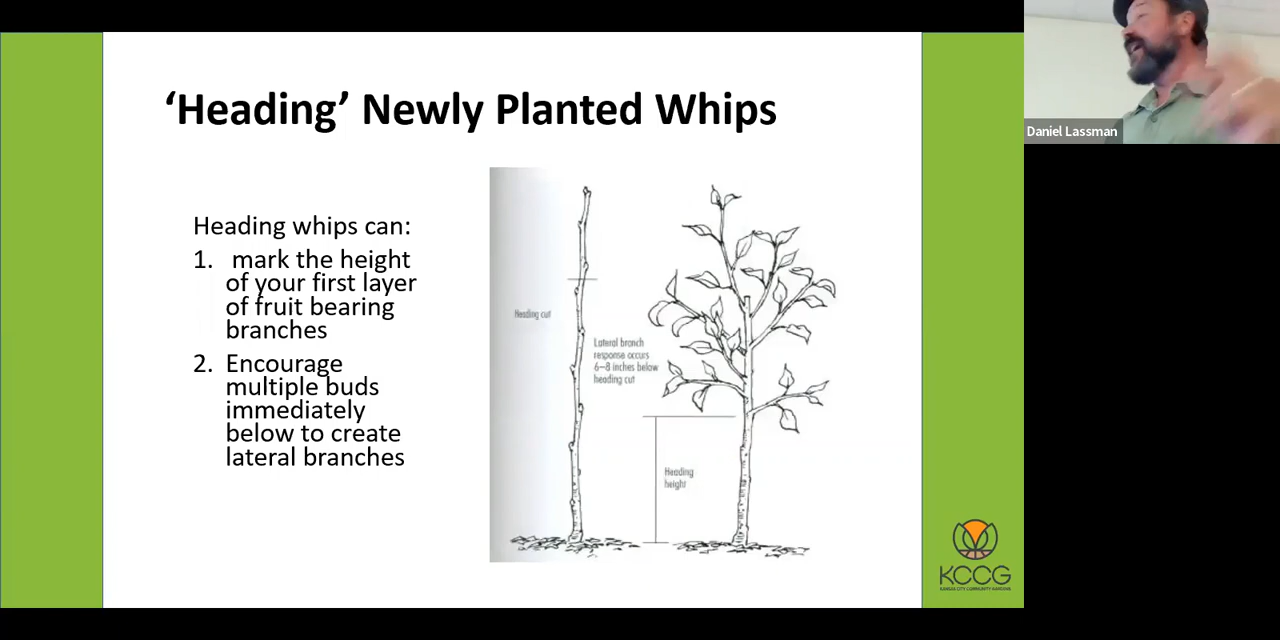 ‘Heading’ Newly Planted Whips
Daniel Lassman
Heading whips can:
1. mark the height
of your first layer
of fruit bearing
branches
2. Encourage
multiple buds
immediately
below to create
lateral branches
Heading cut
Lateral branch
response occurs
6–8 inches below
heading cut
Heading
height
KCCG
KANSAS CITY COMMUNITY GARDENS